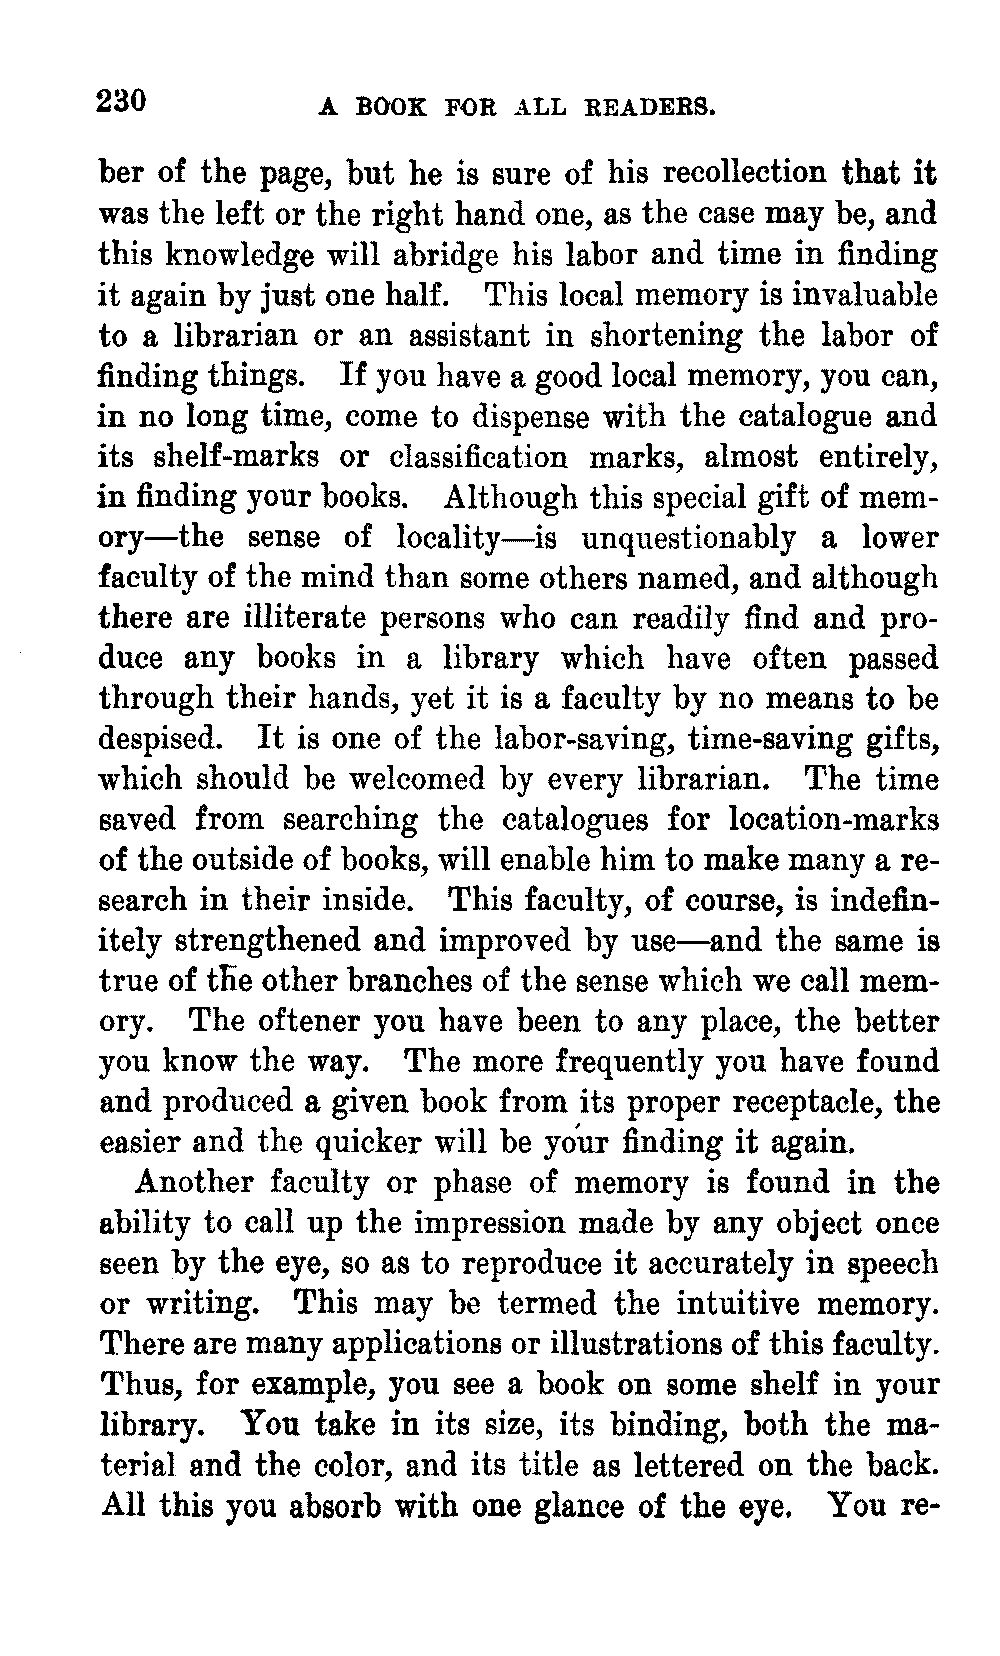 230 A BOOK FOR ALL READERS.
ber of the page, but he is sure of his recollection that it
was the left or the right hand one, as the case may be, and
this knowledge will abridge his labor and time in finding
it again by just one half. This local memory is invaluable
to a librarian or an assistant in shortening the labor of
finding things. If you have a good local memory, you can,
in no long time, come to dispense with the catalogue and
its shelf-marks or classification marks, almost entirely,
in finding your books. Although this special gift of mem-
ory—the sense of locality—is unquestionably a lower
faculty of the mind than some others named, and although
there are illiterate persons who can readily find and pro-
duce any books in a library which have often passed
through their hands, yet it is a faculty by no means to be
despised. It is one of the labor-saving, time-saving gifts,
which should be welcomed by every librarian. The time
saved from searching the catalogues for location-marks
of the outside of books, will enable him to make many a re-
search in their inside. This faculty, of course, is indefin-
itely strengthened and improved by use—and the same is
true of the other branches of the sense which we call mem-
ory. The oftener you have been to any place, the better
you know the way. The more frequently you have found
and produced a given book from its proper receptacle, the
easier and the quicker will be your finding it again.
Another faculty or phase of memory is found in the
ability to call up the impression made by any object once
seen by the eye, so as to reproduce it accurately in speech
or writing. This may be termed the intuitive memory.
There are many applications or illustrations of this faculty.
Thus, for example, you see a book on some shelf in your
library. You take in its size, its binding, both the ma-
terial and the color, and its title as lettered on the back.
All this you absorb with one glance of the eye. You re-